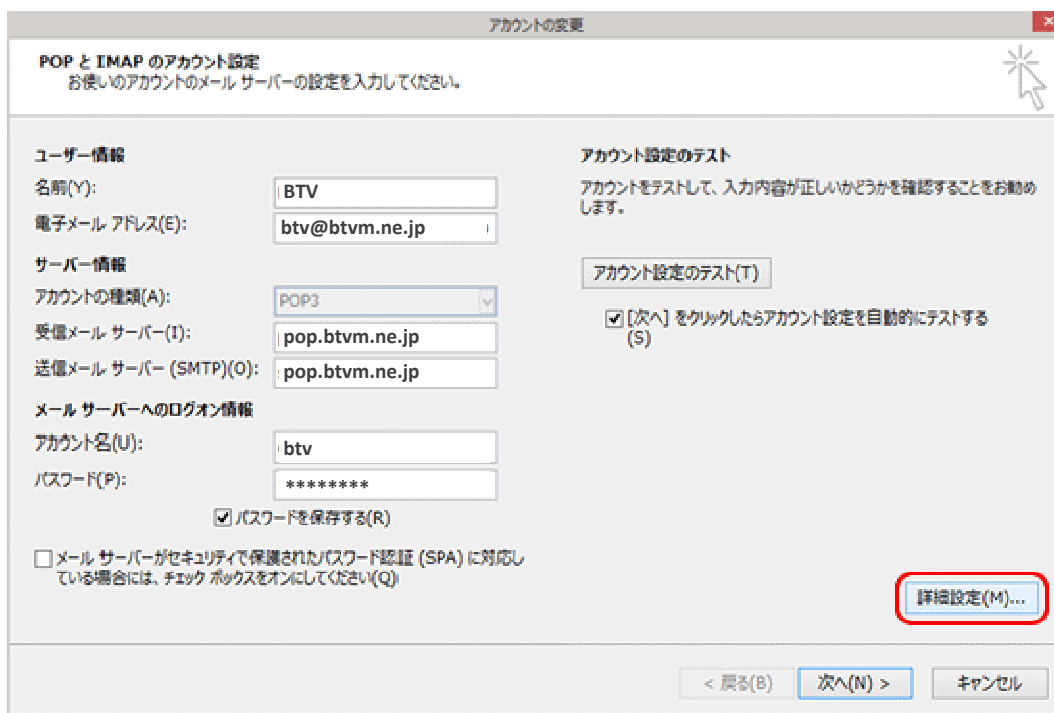 アカウントの変更
POP と IMAP のアカウント設定
お使いのアカウントのメール サーバーの設定を入力してください。
ユーザー情報
名前(Y):
BTV
電子メール アドレス(E):
btv@btvm.ne.jp
サーバー情報
アカウントの種類(A):
POP3
受信メール サーバー(I):
pop.btvm.ne.jp
送信メール サーバー (SMTP)(O):
pop.btvm.ne.jp
メール サーバーへのログオン情報
アカウント名(U):
btv
パスワード(P):
********
パスワードを保存する(R)
メール サーバーがセキュリティで保護されたパスワード認証 (SPA) に対応し
ている場合には、チェック ボックスをオンにしてください(Q)
アカウント設定のテスト
アカウントをテストして、入力内容が正しいかどうかを確認することをお勧め
します。
アカウント設定のテスト(T)
[次へ] をクリックしたらアカウント設定を自動的にテストする
(S)
詳細設定(M)...
< 戻る(B)
次へ(N) >
キャンセル